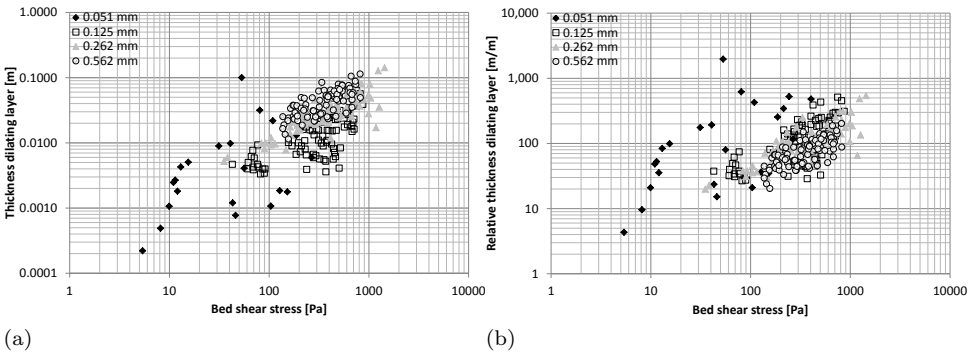 1.0000
0.1000
0.0100
0.0010
0.0001
Thickness dilating layer [m]
0.051 mm
0.125 mm
0.262 mm
0.562 mm
1 10 100 1000 10000
Bed shear stress [Pa]
(a)
10,000
1,000
100
10
1
Relative thickness dilating layer [m/m]
0.051 mm
0.125 mm
0.262 mm
0.562 mm
1 10 100 1000 10000
Bed shear stress [Pa]
(b)